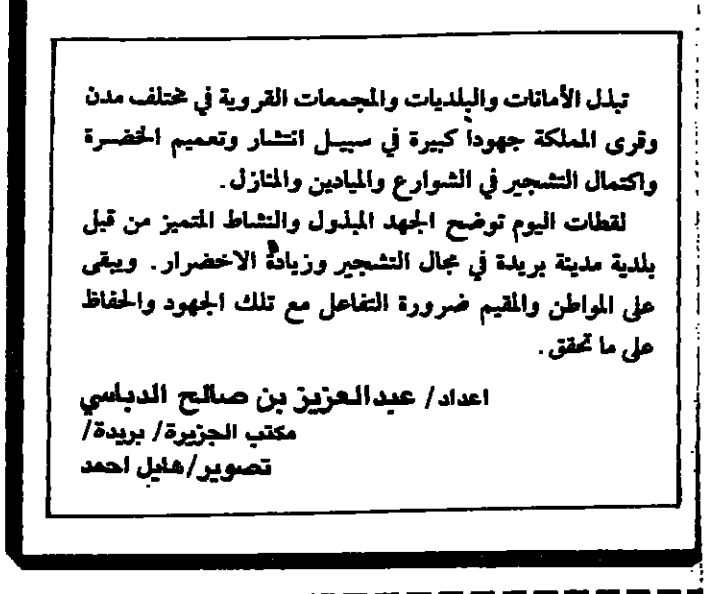 تبذل الأمانات والبلديات والمجمعات القروية في مختلف مدن
وقرى المملكة جهوداً كبيرة في سبيل انتشار وتعميم الخضرة
واكتمال التشجير في الشوارع والميادين والمنازل.
لقطات اليوم توضح الجهد المبذول والنشاط المتميز من قبل
بلدية مدينة بريدة في مجال التشجير وزيادة الاخضرار. ويبقى
على المواطن والمقيم ضرورة التفاعل مع تلك الجهود والحفاظ
على ما تحقق.
اعداد/ عبدالعزيز بن صالح الدباسي
مكتب الجزيرة/ بريدة/
تصوير/ احمد